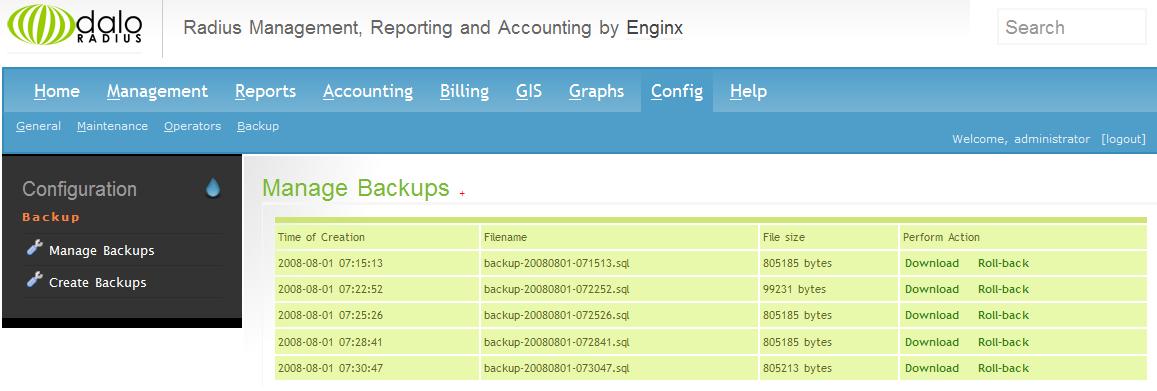 dalo RADIUS
Radius Management, Reporting and Accounting by Enginx
Search
Home Management Reports Accounting Billing GIS Graphs Config Help
General Maintenance Operators Backup
Welcome, administrator [logout]
Configuration
Backup
Manage Backups
Create Backups
Manage Backups +
Time of Creation Filename File size Perform Action
2008-08-01 07:15:13 backup-20080801-071513.sql 805185 bytes Download Roll-back
2008-08-01 07:22:52 backup-20080801-072252.sql 99231 bytes Download Roll-back
2008-08-01 07:25:26 backup-20080801-072526.sql 805185 bytes Download Roll-back
2008-08-01 07:28:41 backup-20080801-072841.sql 805185 bytes Download Roll-back
2008-08-01 07:30:47 backup-20080801-073047.sql 805213 bytes Download Roll-back